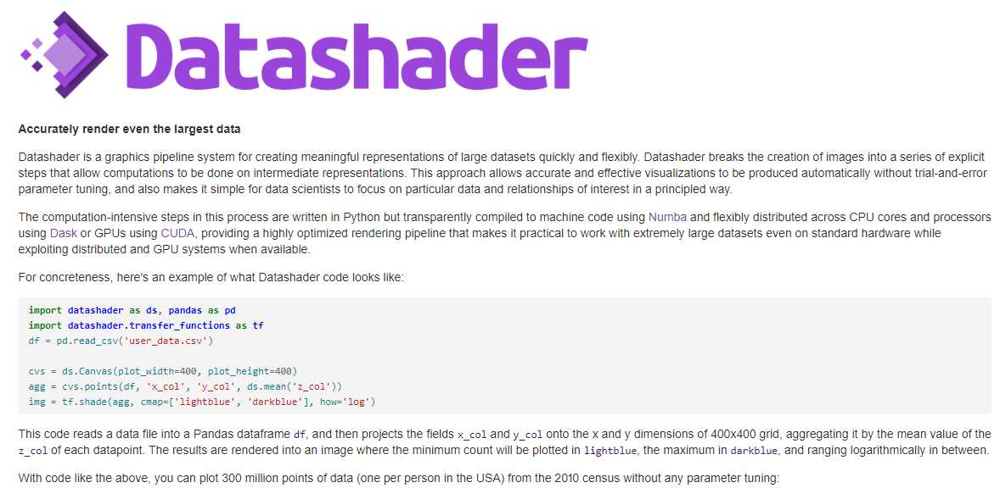 Datashader
Accurately render even the largest data
Datashader is a graphics pipeline system for creating meaningful representations of large datasets quickly and flexibly. Datashader breaks the creation of images into a series of explicit
steps that allow computations to be done on intermediate representations. This approach allows accurate and effective visualizations to be produced automatically without trial-and-error
parameter tuning, and also makes it simple for data scientists to focus on particular data and relationships of interest in a principled way.
The computation-intensive steps in this process are written in Python but transparently compiled to machine code using Numba and flexibly distributed across CPU cores and processors
using Dask or GPUs using CUDA, providing a highly optimized rendering pipeline that makes it practical to work with extremely large datasets even on standard hardware while
exploiting distributed and GPU systems when available.
For concreteness, here's an example of what Datashader code looks like:
import datashader as ds, pandas as pd
import datashader.transfer_functions as tf
df = pd.read_csv('user_data.csv')
cvs = ds.Canvas(plot_width=400, plot_height=400)
agg = cvs.points(df, 'x_col', 'y_col', ds.mean('z_col'))
img = tf.shade(agg, cmap=['lightblue', 'darkblue'], how='log')
This code reads a data file into a Pandas dataframe df, and then projects the fields x_col and y_col onto the x and y dimensions of 400x400 grid, aggregating it by the mean value of the
z_col of each datapoint. The results are rendered into an image where the minimum count will be plotted in lightblue, the maximum in darkblue, and ranging logarithmically in between.
With code like the above, you can plot 300 million points of data (one per person in the USA) from the 2010 census without any parameter tuning: